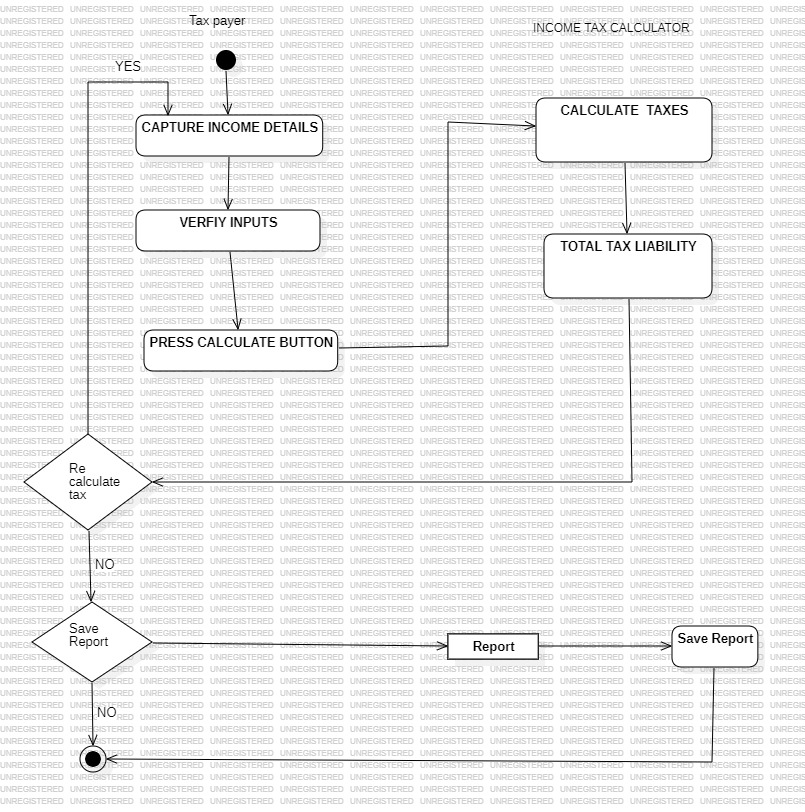 Tax payer
INCOME TAX CALCULATOR
YES
CAPTURE INCOME DETAILS
CALCULATE  TAXES
VERFIY INPUTS
TOTAL TAX LIABILITY
PRESS CALCULATE BUTTON
Re
calculate
tax
NO
Save
Report
Report
Save Report
NO
UNREGISTERED